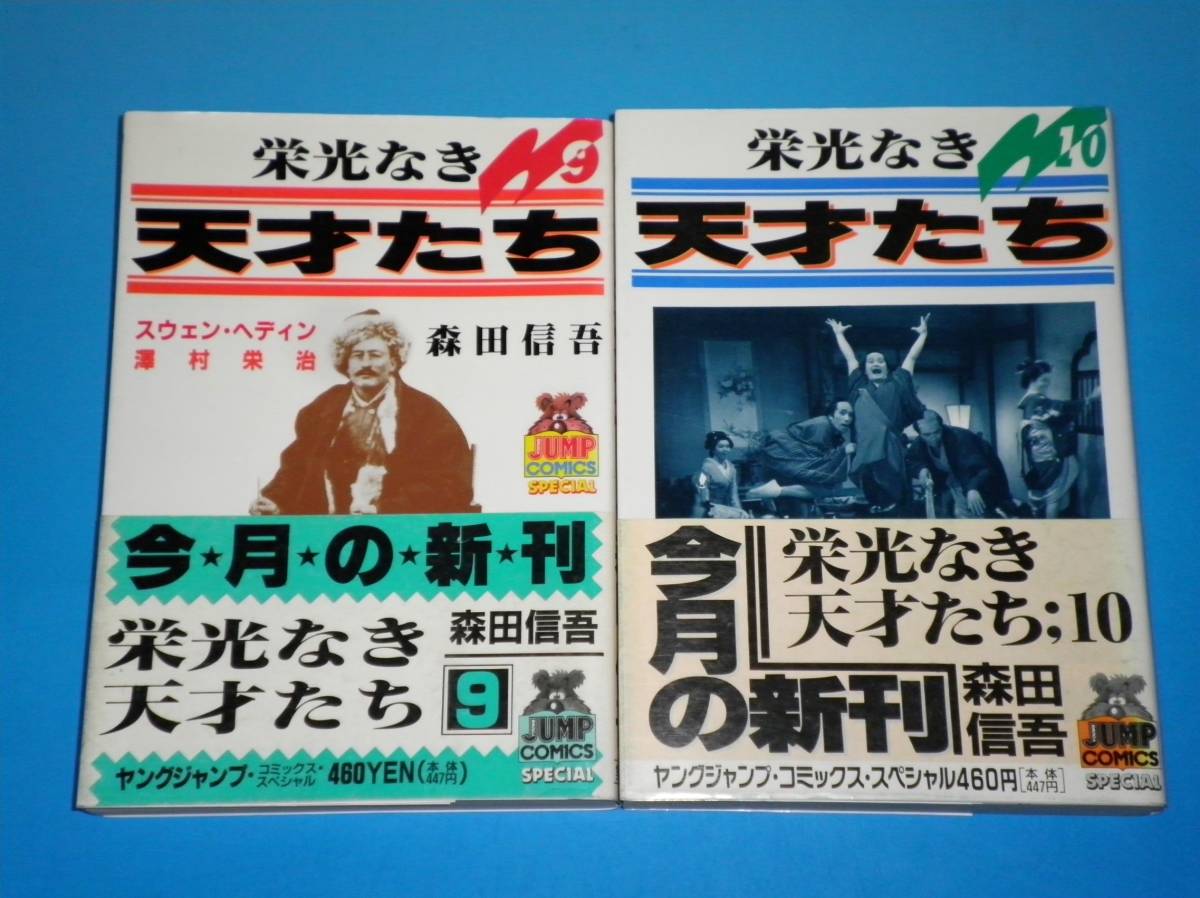 栄光なき
9
天才たち
スウェン・ヘディン
澤村栄治
森田信吾
JUMP
COMICS
SPECIAL
今★月★の★新★刊
栄光なき
天才たち
森田信吾
9
JUMP
COMICS
SPECIAL
ヤングジャンプ・コミックス・スペシャル 460YEN(本体447円)
栄光なき
10
天才たち
今月の新刊
栄光なき
天才たち;10
森田
信吾
JUMP
COMICS
SPECIAL
ヤングジャンプ・コミックス・スペシャル460円[本体447円]